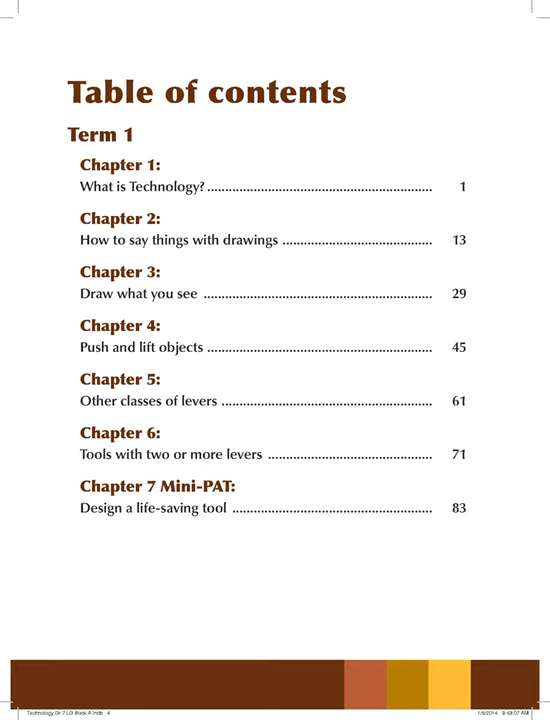 Table of contents
Term 1
Chapter 1:
What is Technology? ............................................................... 1
Chapter 2:
How to say things with drawings .......................................... 13
Chapter 3:
Draw what you see ................................................................ 29
Chapter 4:
Push and lift objects ............................................................... 45
Chapter 5:
Other classes of levers ........................................................... 61
Chapter 6:
Tools with two or more levers .............................................. 71
Chapter 7 Mini-PAT:
Design a life-saving tool ........................................................ 83
Technology Gr 7 LG Book A.indb 4 1/8/2014 9:43:07 AM